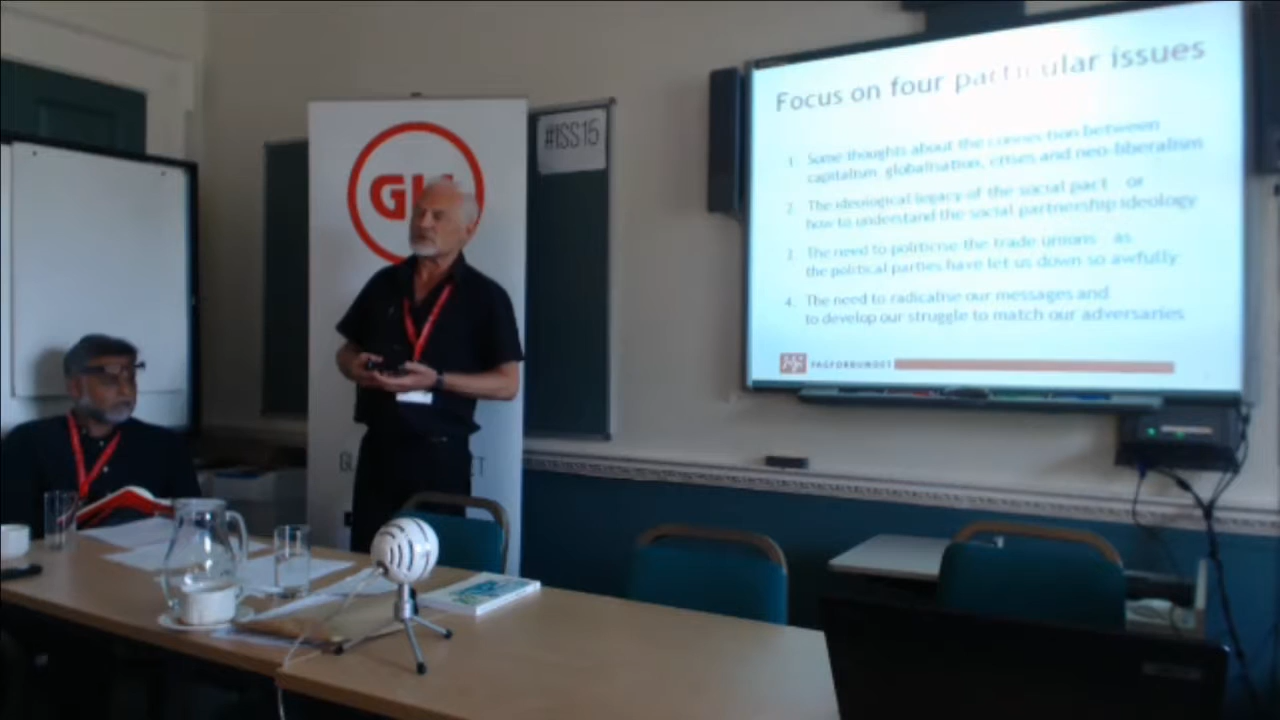 #ISS15
Focus on four particular issues
1. Some thoughts about the connection between
capitalism, globalisation, crises and neo-liberalism
2. The ideological legacy of the social pact or
how to understand the social partnership ideology
3. The need to politicise the trade unions as
the political parties have let us down so awfully
4. The need to radicalise our messages and
to develop our struggle to match our adversaries
FAGFORBUNDET